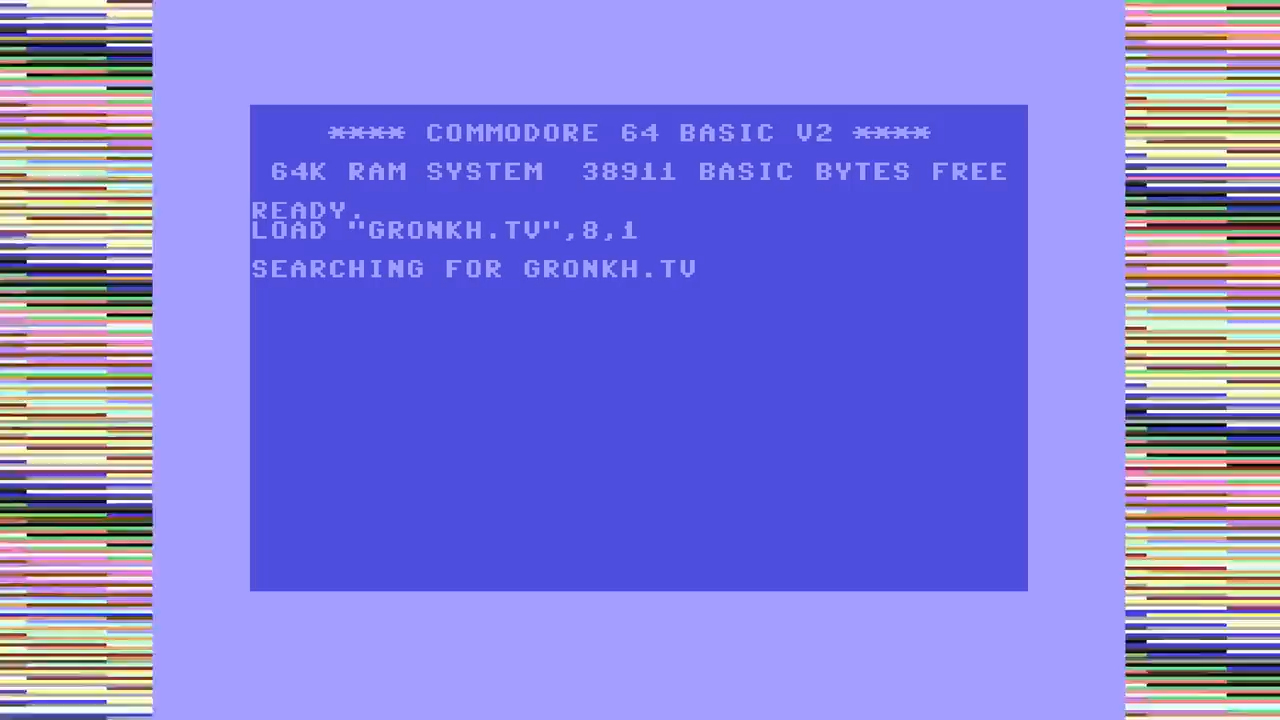 **** COMMODORE 64 BASIC V2 ****
64K RAM SYSTEM 38911 BASIC BYTES FREE
READY.
LOAD "GRONKH.TV",8,1
SEARCHING FOR GRONKH.TV